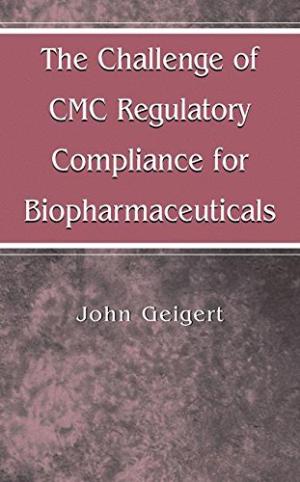 The Challenge of
CMC Regulatory
Compliance for
Biopharmaceuticals
John Geigert